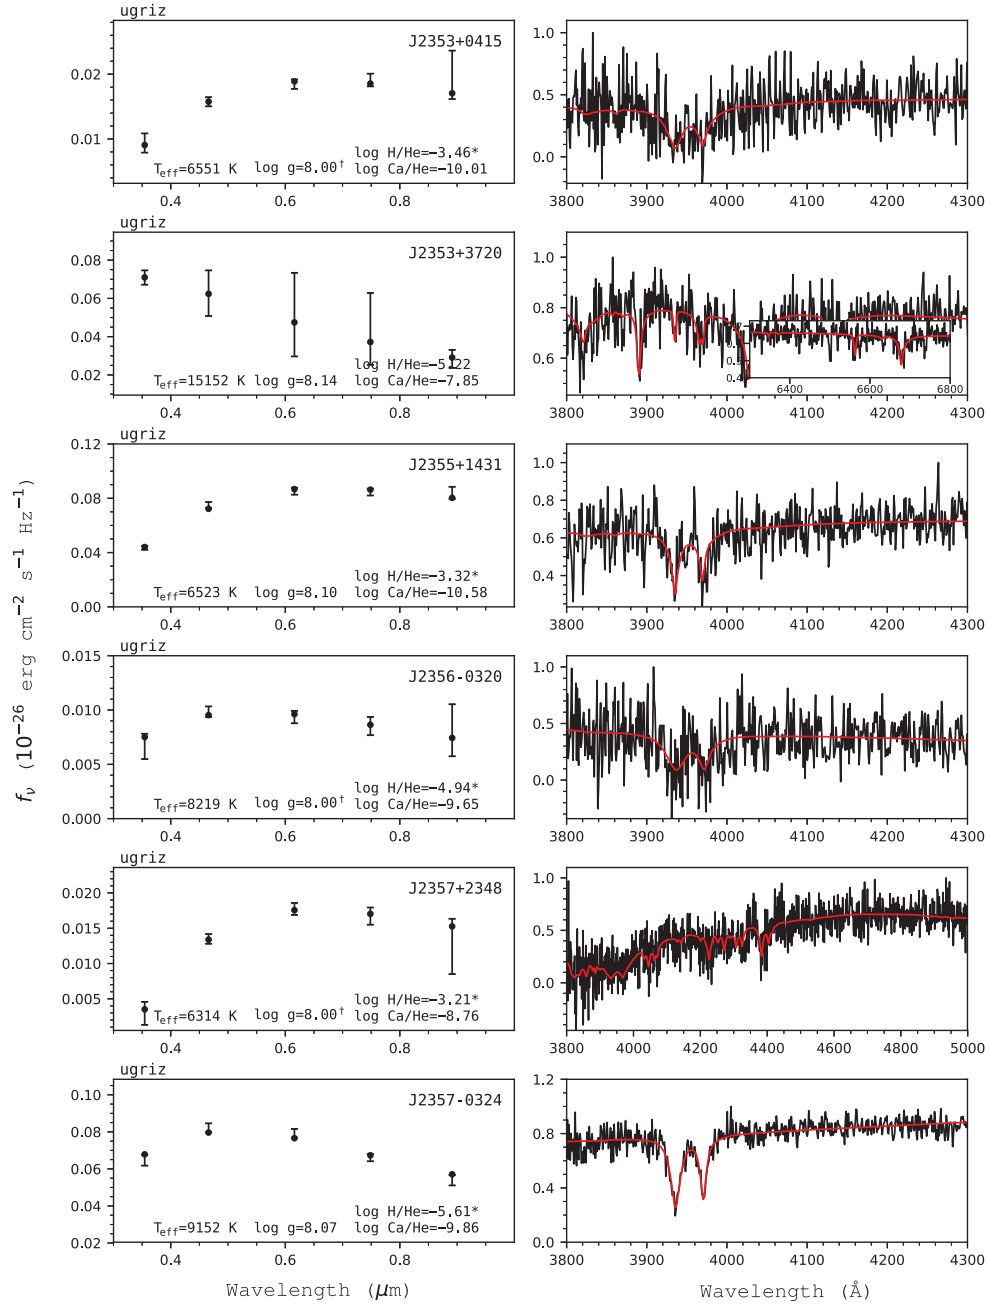 ugriz
J2353+0415
0.02
0.01
log H/He=−3.46*
T_eff=6551 K log g=8.00† log Ca/He=−10.01
0.4 0.6 0.8
1.0
0.5
0.0
3800 3900 4000 4100 4200 4300
ugriz
J2353+3720
0.08
0.06
0.04
0.02
log H/He=−5.22
T_eff=15152 K log g=8.14 log Ca/He=−7.85
0.4 0.6 0.8
1.0
0.8
0.6
0.4
6400 6600 6800
3800 3900 4000 4100 4200 4300
ugriz
J2355+1431
0.12
0.08
0.04
0.00
log H/He=−3.32*
T_eff=6523 K log g=8.10 log Ca/He=−10.58
0.4 0.6 0.8
1.0
0.8
0.6
0.4
3800 3900 4000 4100 4200 4300
ugriz
J2356-0320
0.015
0.010
0.005
0.000
log H/He=−4.94*
T_eff=8219 K log g=8.00† log Ca/He=−9.65
0.4 0.6 0.8
1.0
0.5
0.0
3800 3900 4000 4100 4200 4300
ugriz
J2357+2348
0.020
0.015
0.010
0.005
log H/He=−3.21*
T_eff=6314 K log g=8.00† log Ca/He=−8.76
0.4 0.6 0.8
1.0
0.5
0.0
3800 4000 4200 4400 4600 4800 5000
ugriz
J2357-0324
0.10
0.08
0.06
0.04
0.02
log H/He=−5.61*
T_eff=9152 K log g=8.07 log Ca/He=−9.86
0.4 0.6 0.8
1.2
0.8
0.4
0.0
3800 3900 4000 4100 4200 4300
f_ν (10⁻²⁶ erg cm⁻² s⁻¹ Hz⁻¹)
Wavelength (μm)
Wavelength (Å)